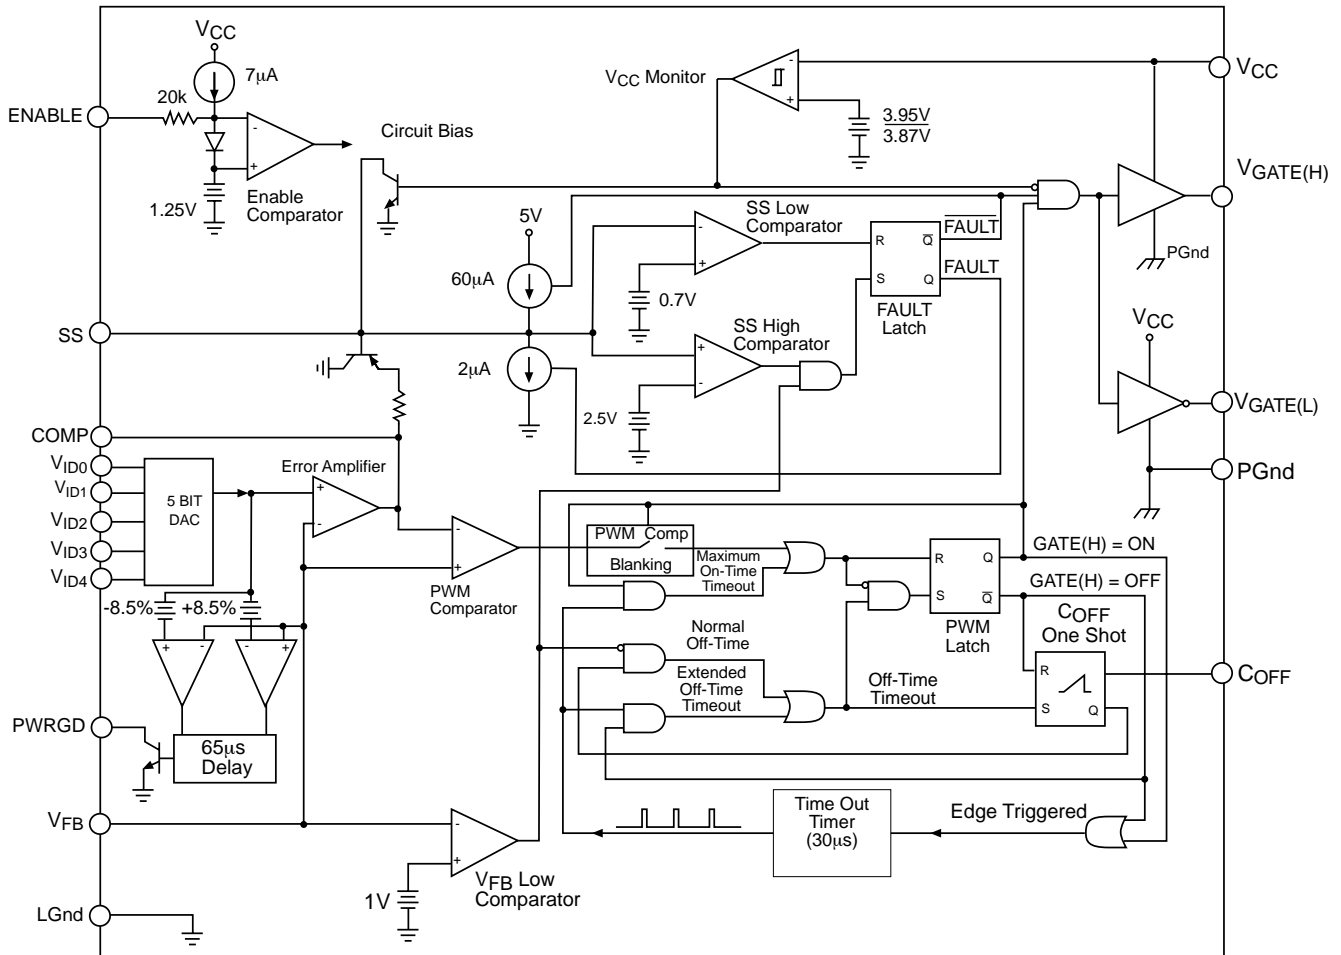 VCC
7µA
20k
ENABLE
-
+
1.25V
Enable
Comparator
Circuit Bias
VCC Monitor
-
+
3.95V
3.87V
VCC
VGATE(H)
PGnd
5V
60µA
SS Low
Comparator
-
+
0.7V
R
Q
FAULT
S
Q
FAULT
FAULT
Latch
SS
2µA
SS High
Comparator
+
-
2.5V
VCC
VGATE(L)
PGnd
COMP
VID0
VID1
VID2
VID3
VID4
5 BIT
DAC
Error Amplifier
+
-
-
+
PWM
Comparator
PWM Comp
Blanking
Maximum
On-Time
Timeout
R
Q
S
Q
PWM
Latch
GATE(H) = ON
GATE(H) = OFF
-8.5%
+8.5%
+
-
-
+
Normal
Off-Time
Extended
Off-Time
Timeout
Off-Time
Timeout
COFF
One Shot
R
S
Q
COFF
PWRGD
65µs
Delay
VFB
-
+
1V
VFB Low
Comparator
Time Out
Timer
(30µs)
Edge Triggered
LGnd